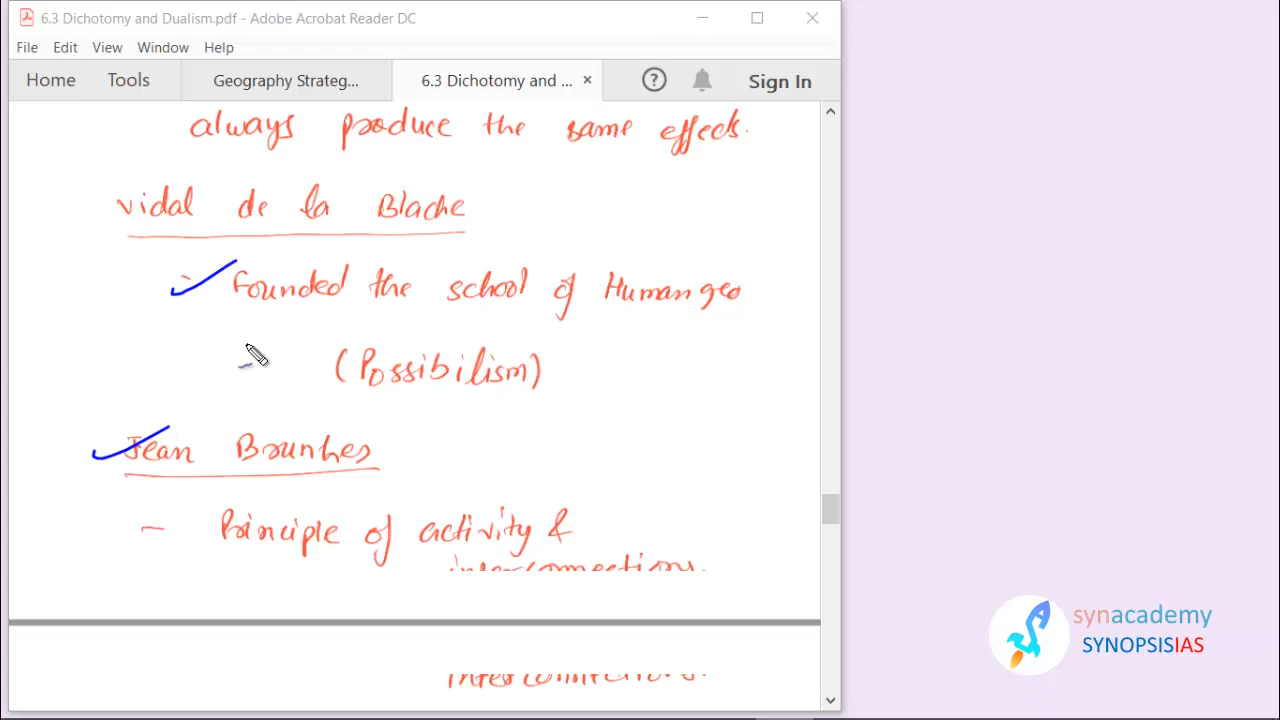 6.3 Dichotomy and Dualism.pdf - Adobe Acrobat Reader DC
File Edit View Window Help
Home Tools Geography Strateg... 6.3 Dichotomy and ... × ? Sign In
always produce the same effects.
Vidal de la Blache
- Founded the school of Human geo
- (Possibilism)
Jean Brunhes
- Principle of activity &
interconnections.
interconnections.
synacademy
SYNOPSISIAS